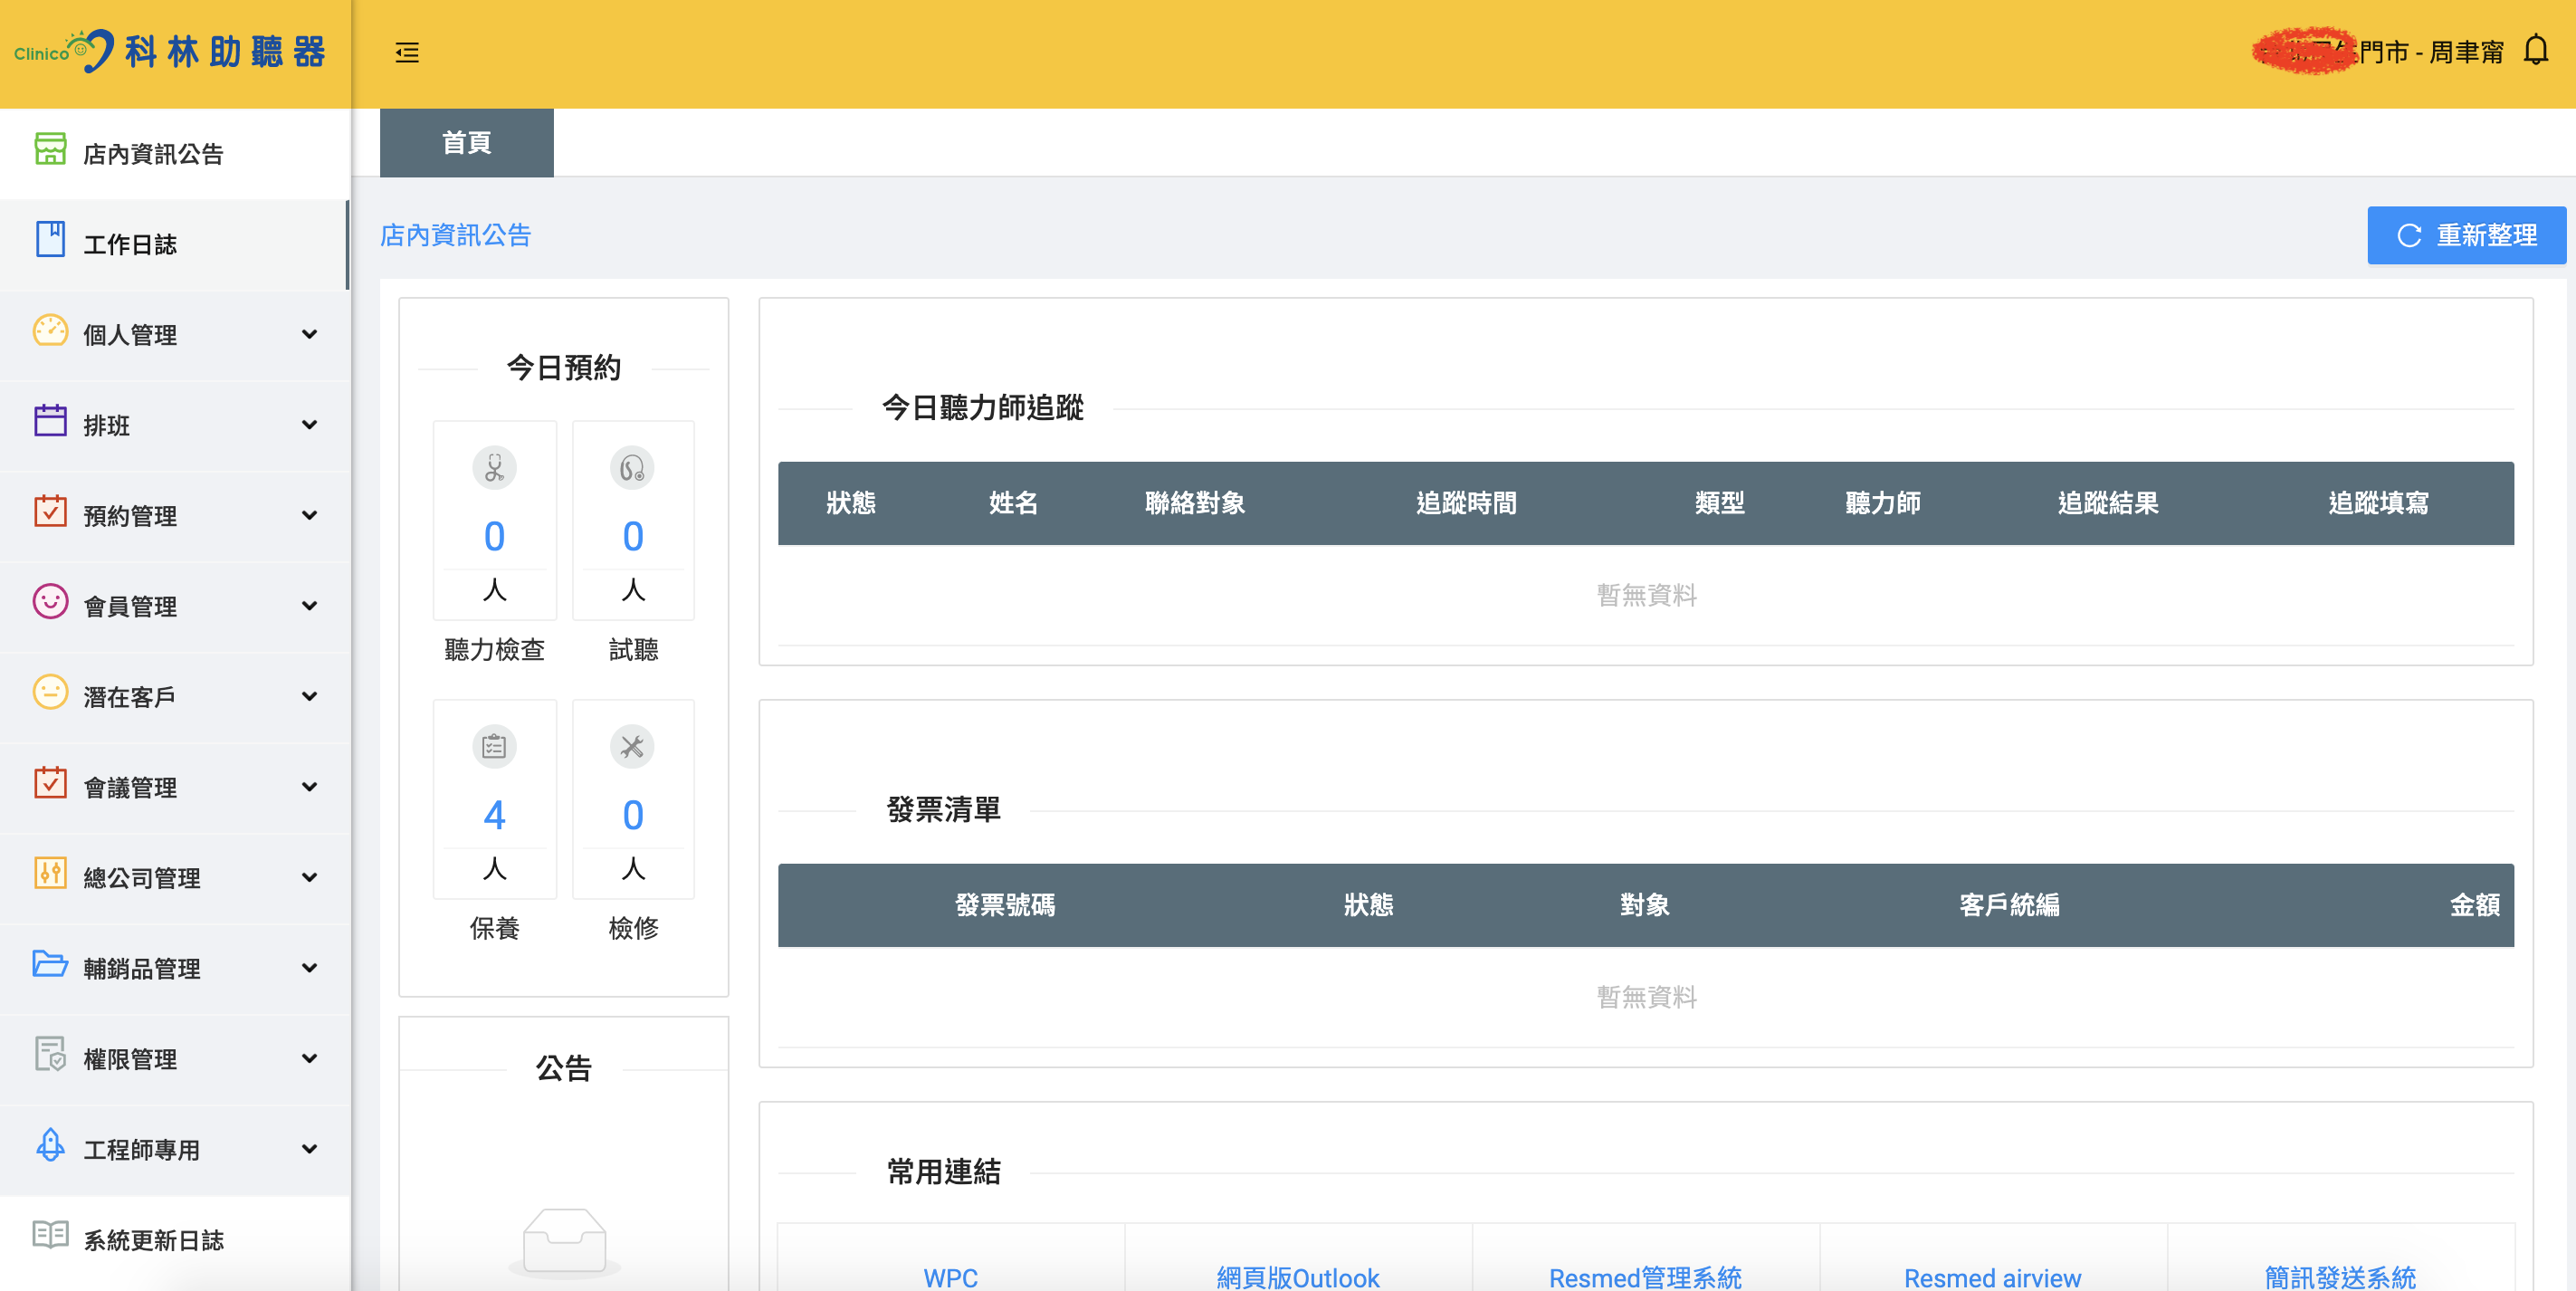 Clinico 科林助聽器
門市 - 周聿甯
店內資訊公告
工作日誌
個人管理
排班
預約管理
會員管理
潛在客戶
會議管理
總公司管理
輔銷品管理
權限管理
工程師專用
系統更新日誌
首頁
店內資訊公告
重新整理
今日預約
0 0
人 人
聽力檢查 試聽
4 0
人 人
保養 檢修
公告
今日聽力師追蹤
狀態 姓名 聯絡對象 追蹤時間 類型 聽力師 追蹤結果 追蹤填寫
暫無資料
發票清單
發票號碼 狀態 對象 客戶統編 金額
暫無資料
常用連結
WPC 網頁版Outlook Resmed管理系統 Resmed airview 簡訊發送系統